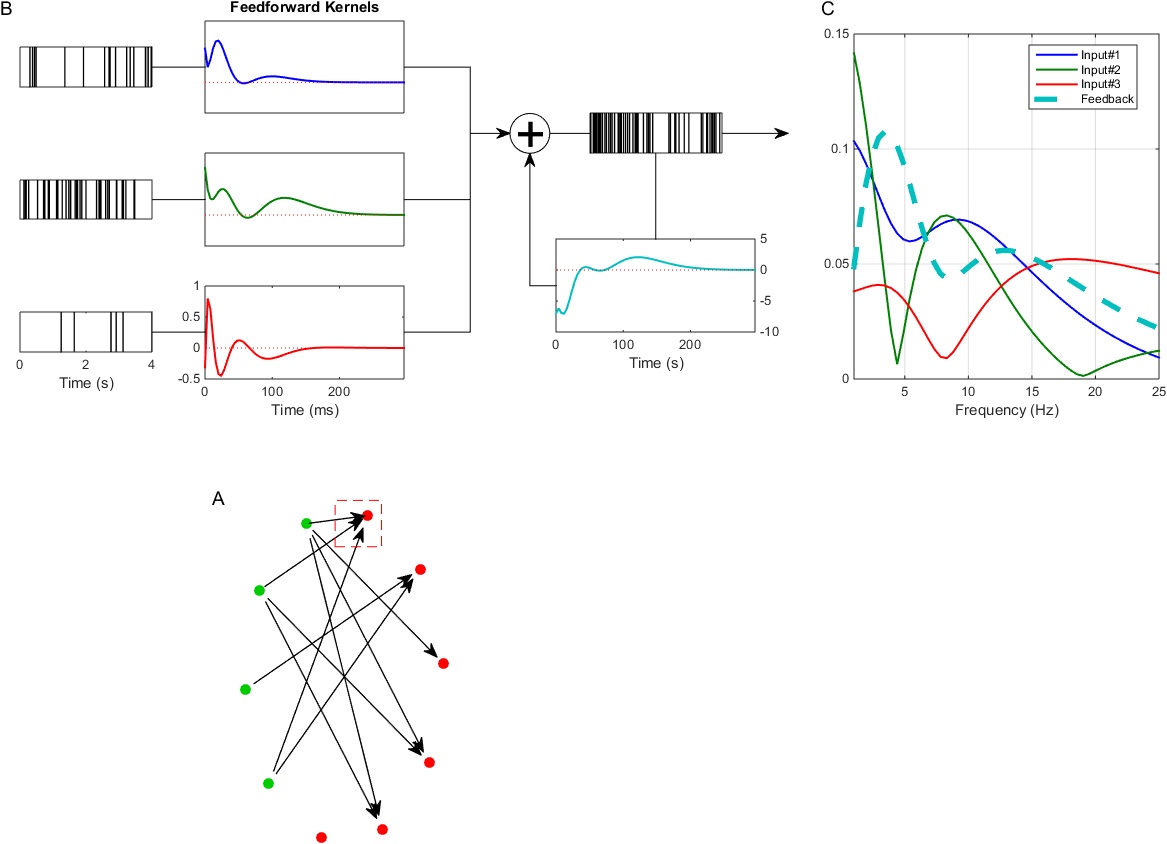 B
Feedforward Kernels
0 2 4
Time (s)
1
0.5
0
-0.5
0 100 200
Time (ms)
+
5
0
-5
-10
0 100 200
Time (s)
C
0.15
0.1
0.05
0
5 10 15 20 25
Frequency (Hz)
Input#1
Input#2
Input#3
Feedback
A